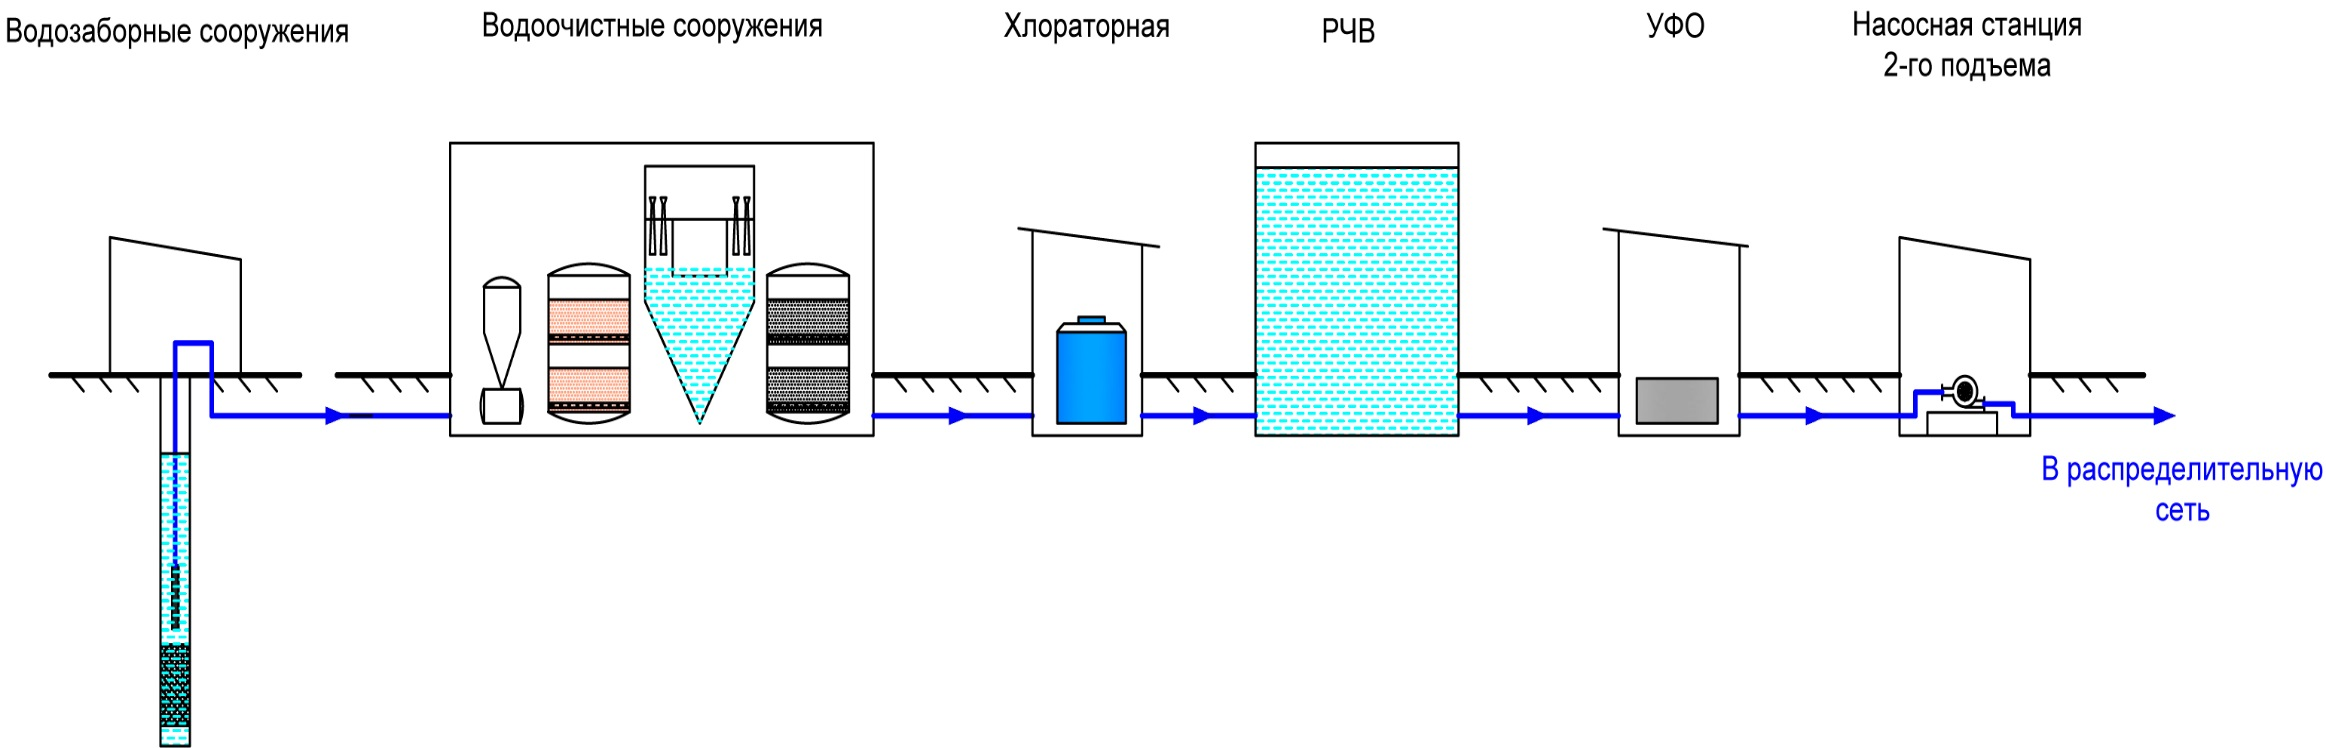 Водозаборные сооружения
Водоочистные сооружения
Хлораторная
РЧВ
УФО
Насосная станция
2-го подъема
В распределительную
сеть